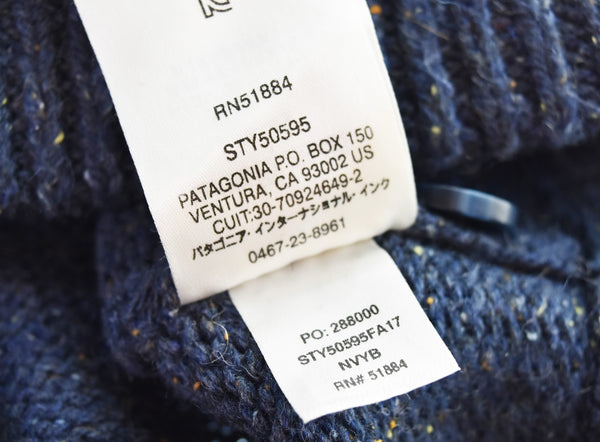 RN51884
STY50595
PATAGONIA P.O. BOX 150
VENTURA, CA 93002 US
CUIT:30-70924649-2
パタゴニア・インターナショナル・インク
0467-23-8961
PO: 288000
STY50595FA17
NVYB
RN# 51884